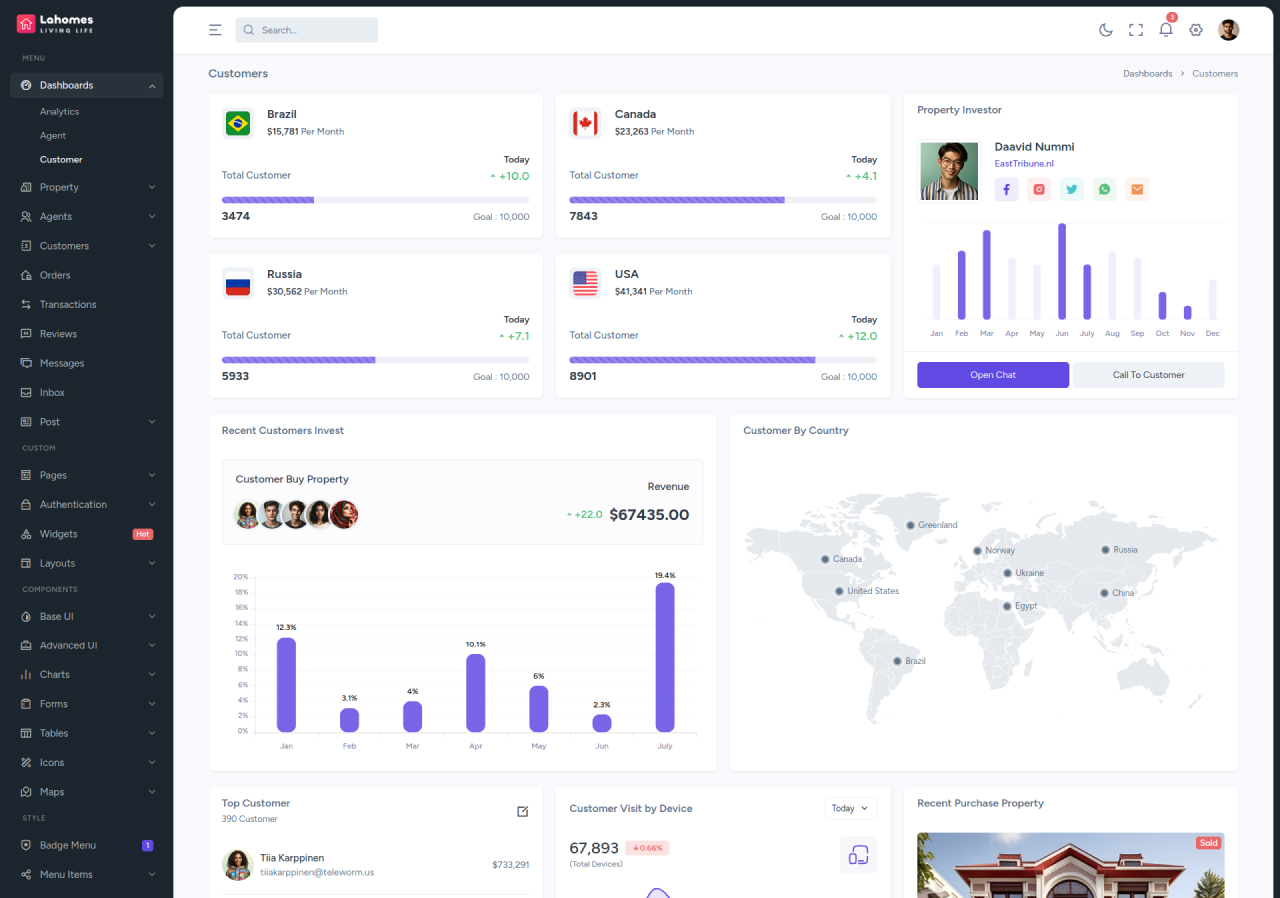 Lahomes
LIVING LIFE
MENU
Dashboards
Analytics
Agent
Customer
Property
Agents
Customers
Orders
Transactions
Reviews
Messages
Inbox
Post
CUSTOM
Pages
Authentication
Widgets Hot
Layouts
COMPONENTS
Base UI
Advanced UI
Charts
Forms
Tables
Icons
Maps
STYLE
Badge Menu 1
Menu Items
Search...
3
Customers
Dashboards > Customers
Brazil
$15,781 Per Month
Today
Total Customer +10.0
3474 Goal : 10,000
Canada
$23,263 Per Month
Today
Total Customer +4.1
7843 Goal : 10,000
Russia
$30,562 Per Month
Today
Total Customer +7.1
5933 Goal : 10,000
USA
$41,341 Per Month
Today
Total Customer +12.0
8901 Goal : 10,000
Property Investor
Daavid Nummi
EastTribune.nl
Jan Feb Mar Apr May Jun July Aug Sep Oct Nov Dec
Open Chat Call To Customer
Recent Customers Invest
Customer Buy Property
Revenue
+22.0 $67435.00
20%
18%
16%
14%
12%
10%
8%
6%
4%
2%
0%
12.3% 3.1% 4% 10.1% 6% 2.3% 19.4%
Jan Feb Mar Apr May Jun July
Customer By Country
Greenland
Norway
Russia
Canada
Ukraine
United States
China
Egypt
Brazil
Top Customer
390 Customer
Tiia Karppinen
tiiakarppinen@teleworm.us
$733,291
Customer Visit by Device
Today
67,893 0.66%
(Total Devices)
Recent Purchase Property
Sold